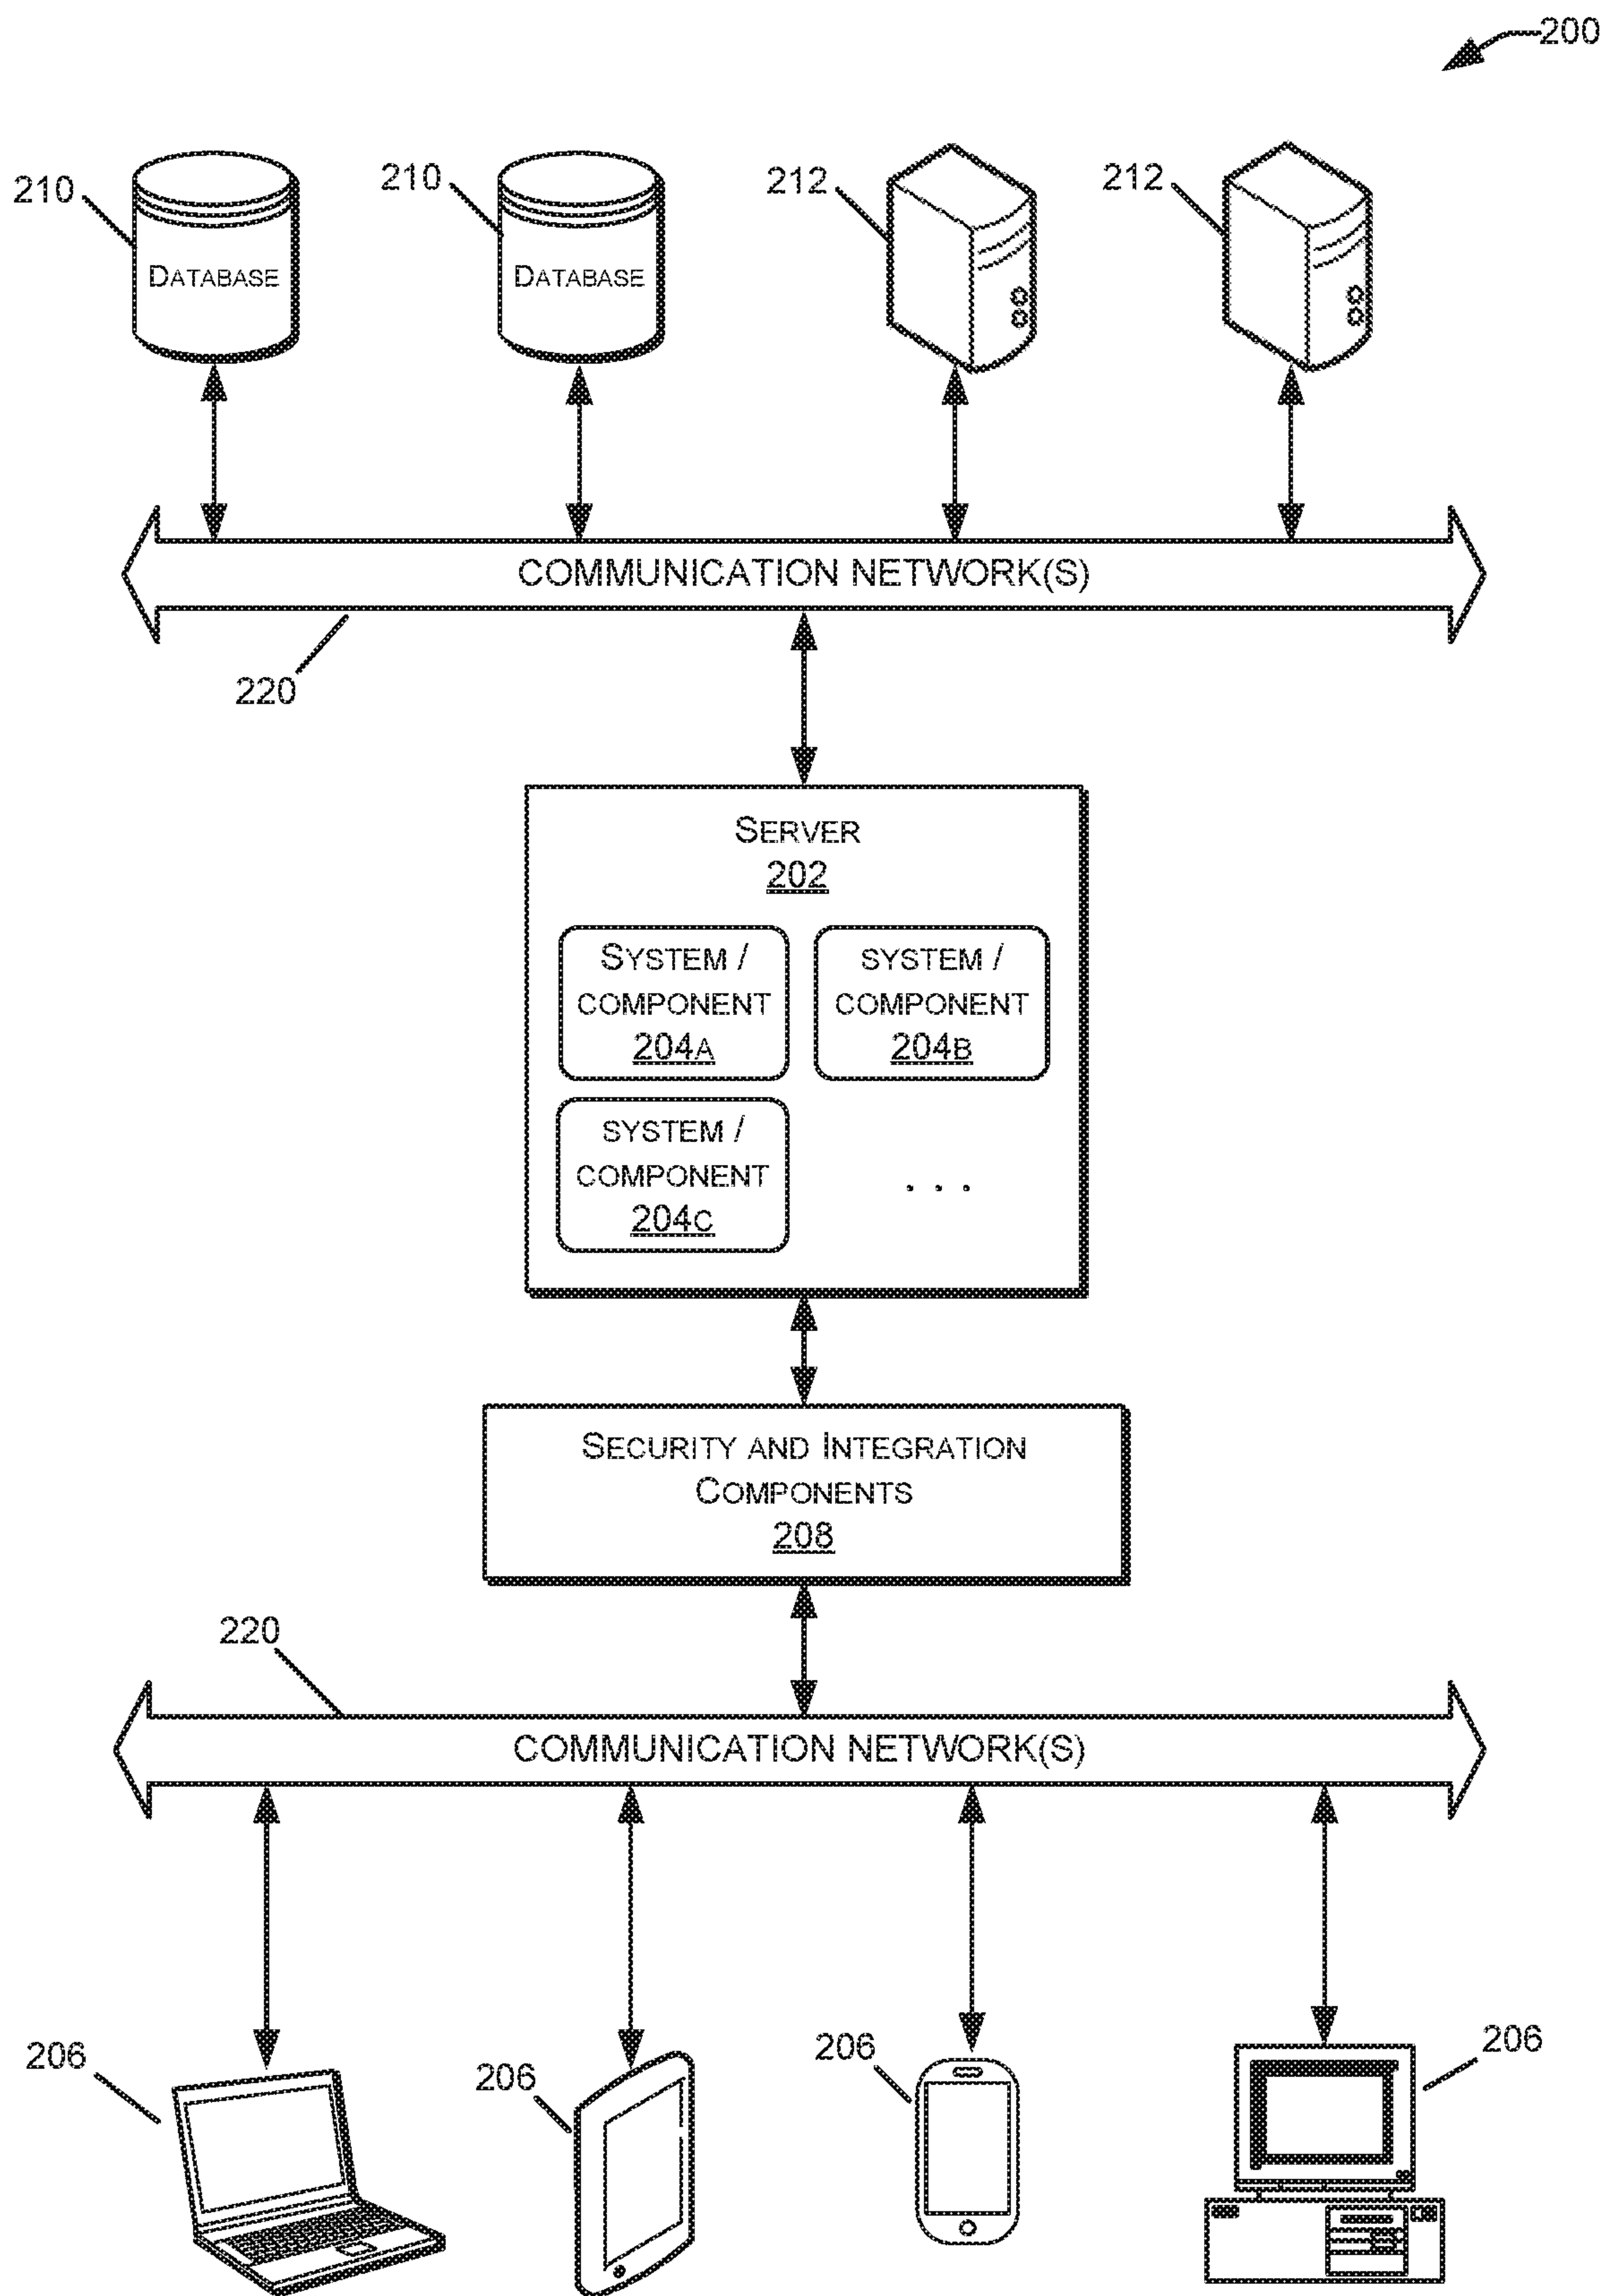 200
210
210
212
212
DATABASE
DATABASE
COMMUNICATION NETWORK(S)
220
SERVER
202
SYSTEM /
COMPONENT
204A
SYSTEM /
COMPONENT
204B
SYSTEM /
COMPONENT
204C
. . .
SECURITY AND INTEGRATION
COMPONENTS
208
220
COMMUNICATION NETWORK(S)
206
206
206
206